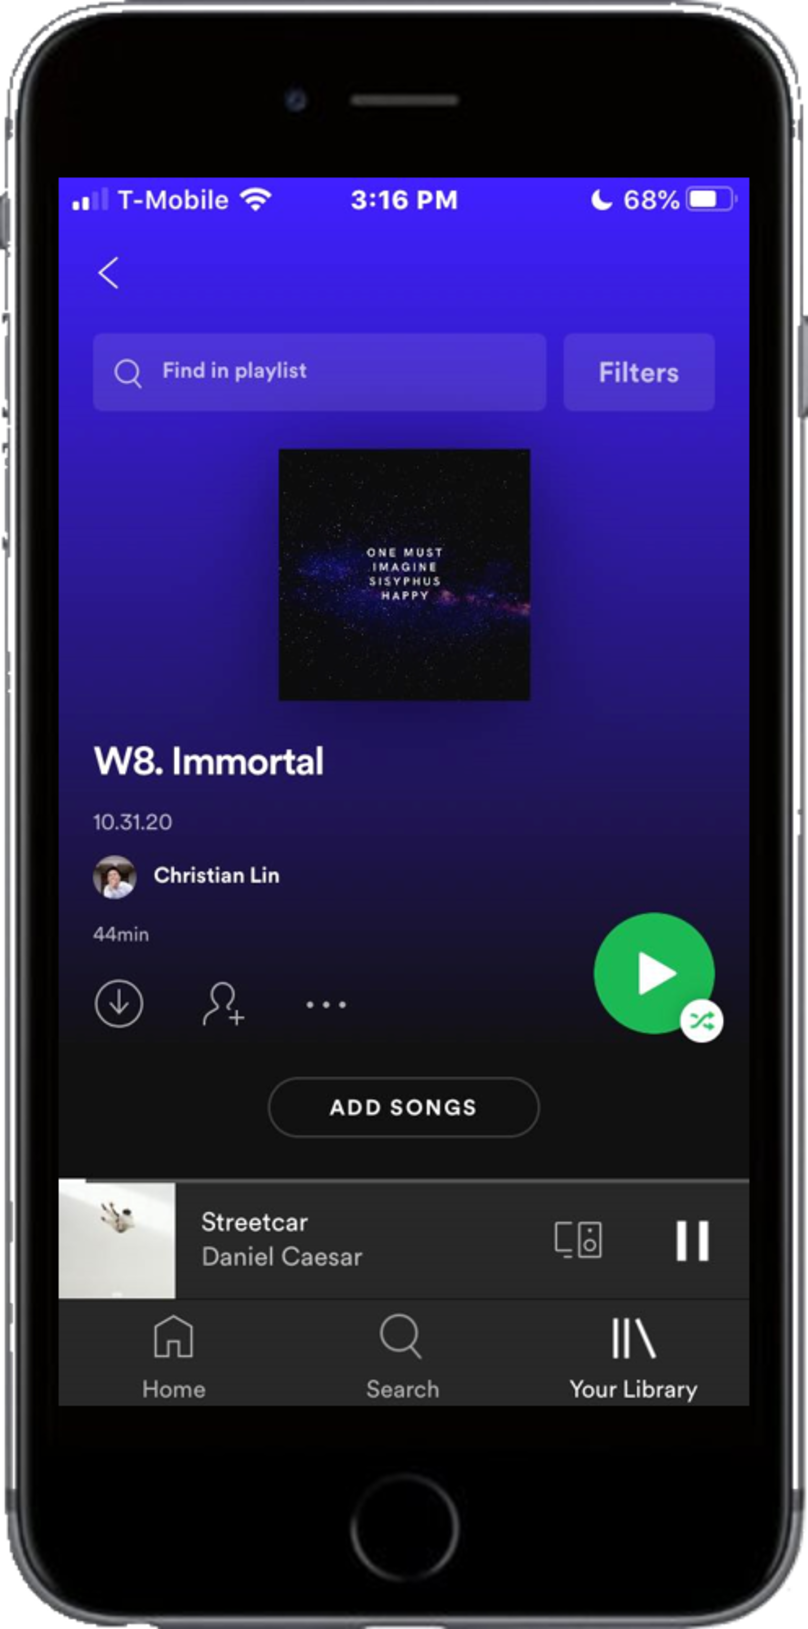 T-Mobile 3:16 PM 68%
Find in playlist Filters
ONE MUST
IMAGINE
SISYPHUS
HAPPY
W8. Immortal
10.31.20
Christian Lin
44min
ADD SONGS
Streetcar
Daniel Caesar
Home Search Your Library